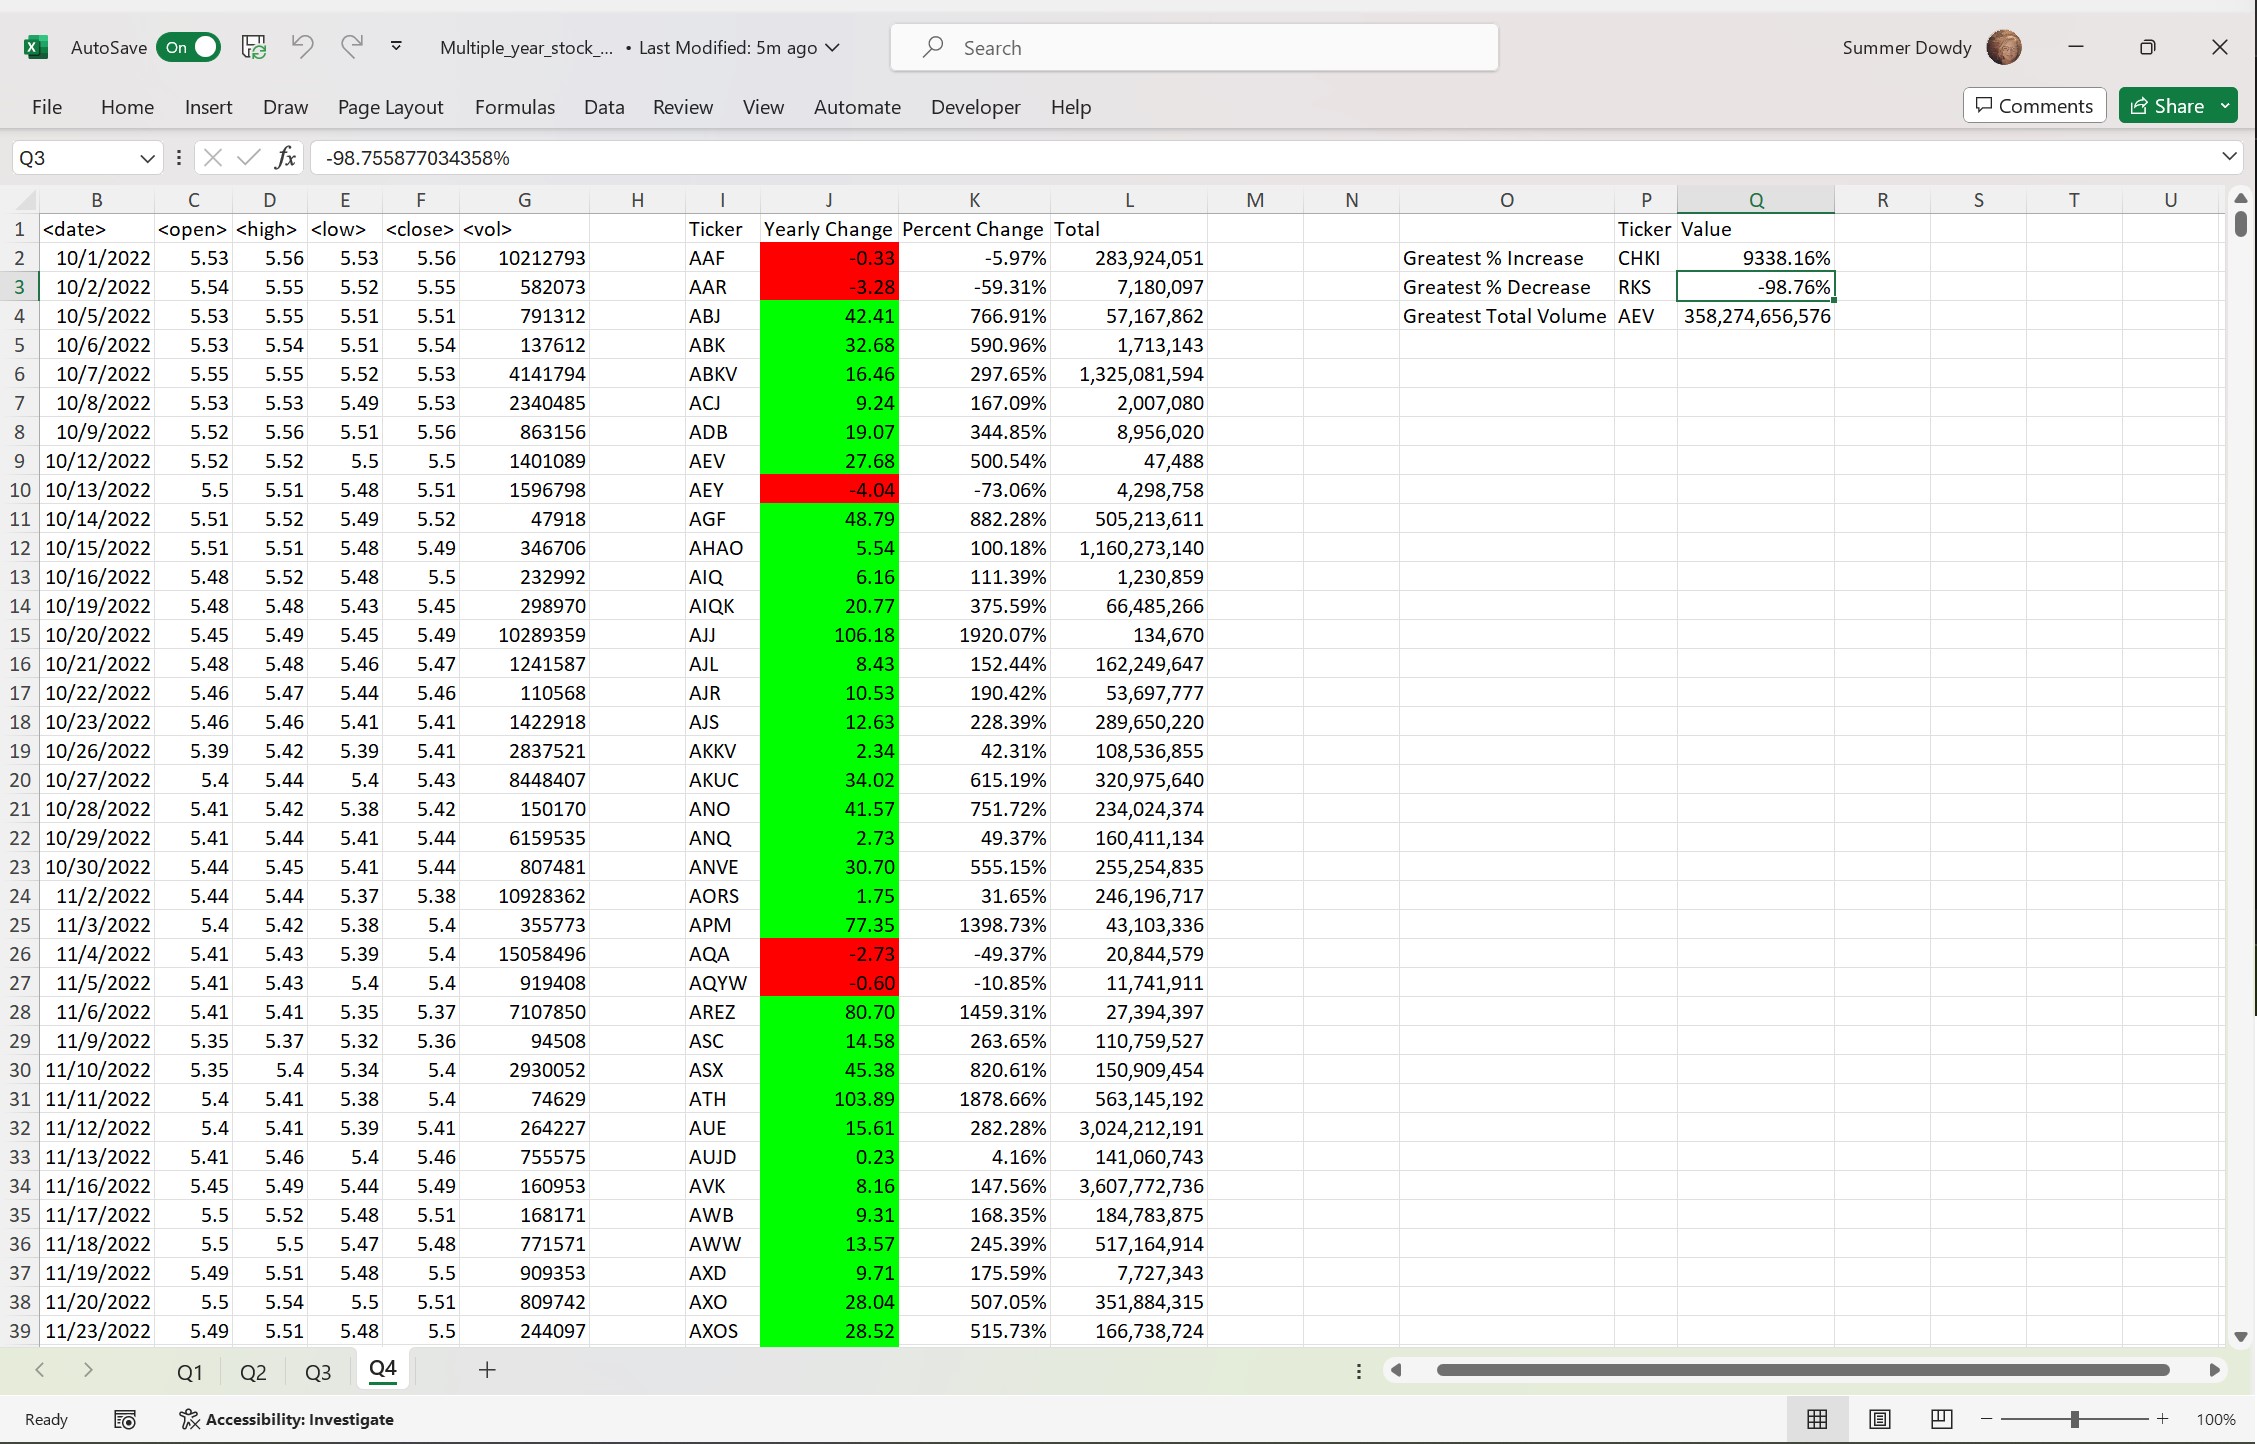 AutoSave On Multiple_year_stock_... • Last Modified: 5m ago Search Summer Dowdy
File Home Insert Draw Page Layout Formulas Data Review View Automate Developer Help Comments Share
Q3 fx -98.755877034358%
B C D E F G H I J K L M N O P Q R S T U
1 <date> <open> <high> <low> <close> <vol> Ticker Yearly Change Percent Change Total Ticker Value
2 10/1/2022 5.53 5.56 5.53 5.56 10212793 AAF -0.33 -5.97% 283,924,051 Greatest % Increase CHKI 9338.16%
3 10/2/2022 5.54 5.55 5.52 5.55 582073 AAR -3.28 -59.31% 7,180,097 Greatest % Decrease RKS -98.76%
4 10/5/2022 5.53 5.55 5.51 5.51 791312 ABJ 42.41 766.91% 57,167,862 Greatest Total Volume AEV 358,274,656,576
5 10/6/2022 5.53 5.54 5.51 5.54 137612 ABK 32.68 590.96% 1,713,143
6 10/7/2022 5.55 5.55 5.52 5.53 4141794 ABKV 16.46 297.65% 1,325,081,594
7 10/8/2022 5.53 5.53 5.49 5.53 2340485 ACJ 9.24 167.09% 2,007,080
8 10/9/2022 5.52 5.56 5.51 5.56 863156 ADB 19.07 344.85% 8,956,020
9 10/12/2022 5.52 5.52 5.5 5.5 1401089 AEV 27.68 500.54% 47,488
10 10/13/2022 5.5 5.51 5.48 5.51 1596798 AEY -4.04 -73.06% 4,298,758
11 10/14/2022 5.51 5.52 5.49 5.52 47918 AGF 48.79 882.28% 505,213,611
12 10/15/2022 5.51 5.51 5.48 5.49 346706 AHAO 5.54 100.18% 1,160,273,140
13 10/16/2022 5.48 5.52 5.48 5.5 232992 AIQ 6.16 111.39% 1,230,859
14 10/19/2022 5.48 5.48 5.43 5.45 298970 AIQK 20.77 375.59% 66,485,266
15 10/20/2022 5.45 5.49 5.45 5.49 10289359 AJJ 106.18 1920.07% 134,670
16 10/21/2022 5.48 5.48 5.46 5.47 1241587 AJL 8.43 152.44% 162,249,647
17 10/22/2022 5.46 5.47 5.44 5.46 110568 AJR 10.53 190.42% 53,697,777
18 10/23/2022 5.46 5.46 5.41 5.41 1422918 AJS 12.63 228.39% 289,650,220
19 10/26/2022 5.39 5.42 5.39 5.41 2837521 AKKV 2.34 42.31% 108,536,855
20 10/27/2022 5.4 5.44 5.4 5.43 8448407 AKUC 34.02 615.19% 320,975,640
21 10/28/2022 5.41 5.42 5.38 5.42 150170 ANO 41.57 751.72% 234,024,374
22 10/29/2022 5.41 5.44 5.41 5.44 6159535 ANQ 2.73 49.37% 160,411,134
23 10/30/2022 5.44 5.45 5.41 5.44 807481 ANVE 30.70 555.15% 255,254,835
24 11/2/2022 5.44 5.44 5.37 5.38 10928362 AORS 1.75 31.65% 246,196,717
25 11/3/2022 5.4 5.42 5.38 5.4 355773 APM 77.35 1398.73% 43,103,336
26 11/4/2022 5.41 5.43 5.39 5.4 15058496 AQA -2.73 -49.37% 20,844,579
27 11/5/2022 5.41 5.43 5.4 5.4 919408 AQYW -0.60 -10.85% 11,741,911
28 11/6/2022 5.41 5.41 5.35 5.37 7107850 AREZ 80.70 1459.31% 27,394,397
29 11/9/2022 5.35 5.37 5.32 5.36 94508 ASC 14.58 263.65% 110,759,527
30 11/10/2022 5.35 5.4 5.34 5.4 2930052 ASX 45.38 820.61% 150,909,454
31 11/11/2022 5.4 5.41 5.38 5.4 74629 ATH 103.89 1878.66% 563,145,192
32 11/12/2022 5.4 5.41 5.39 5.41 264227 AUE 15.61 282.28% 3,024,212,191
33 11/13/2022 5.41 5.46 5.4 5.46 755575 AUJD 0.23 4.16% 141,060,743
34 11/16/2022 5.45 5.49 5.44 5.49 160953 AVK 8.16 147.56% 3,607,772,736
35 11/17/2022 5.5 5.52 5.48 5.51 168171 AWB 9.31 168.35% 184,783,875
36 11/18/2022 5.5 5.5 5.47 5.48 771571 AWW 13.57 245.39% 517,164,914
37 11/19/2022 5.49 5.51 5.48 5.5 909353 AXD 9.71 175.59% 7,727,343
38 11/20/2022 5.5 5.54 5.5 5.51 809742 AXO 28.04 507.05% 351,884,315
39 11/23/2022 5.49 5.51 5.48 5.5 244097 AXOS 28.52 515.73% 166,738,724
Q1 Q2 Q3 Q4
Ready Accessibility: Investigate 100%